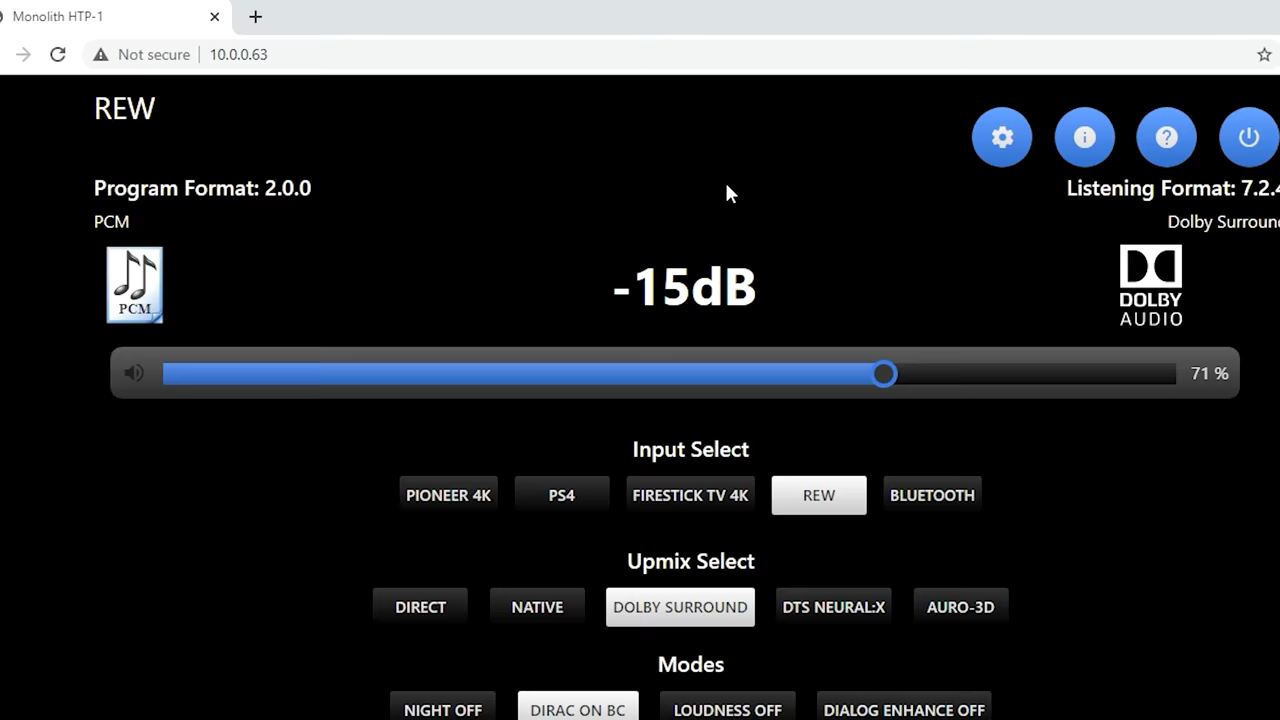 Monolith HTP-1
Not secure
10.0.0.63
REW
Program Format: 2.0.0
Listening Format: 7.2.4
PCM
Dolby Surround
PCM
-15dB
DOLBY
AUDIO
71 %
Input Select
PIONEER 4K PS4 FIRESTICK TV 4K REW BLUETOOTH
Upmix Select
DIRECT NATIVE DOLBY SURROUND DTS NEURAL:X AURO-3D
Modes
NIGHT OFF DIRAC ON BC LOUDNESS OFF DIALOG ENHANCE OFF